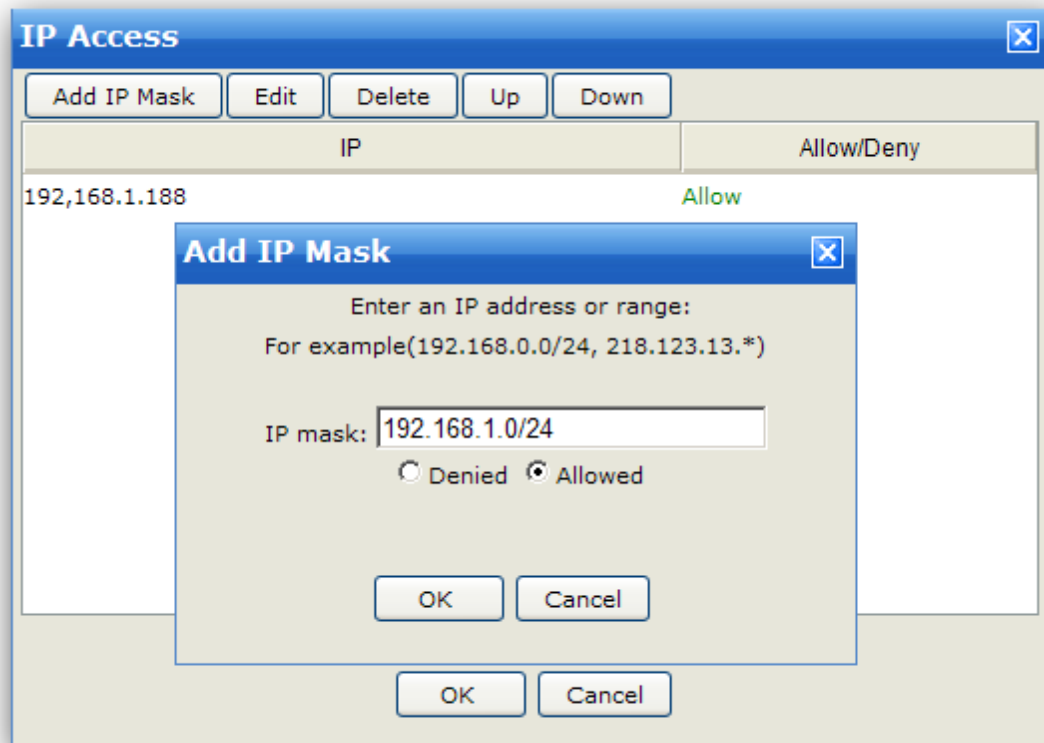 IP Access
Add IP Mask Edit Delete Up Down
IP Allow/Deny
192,168.1.188 Allow
Add IP Mask
Enter an IP address or range:
For example(192.168.0.0/24, 218.123.13.*)
IP mask: 192.168.1.0/24
Denied Allowed
OK Cancel
OK Cancel